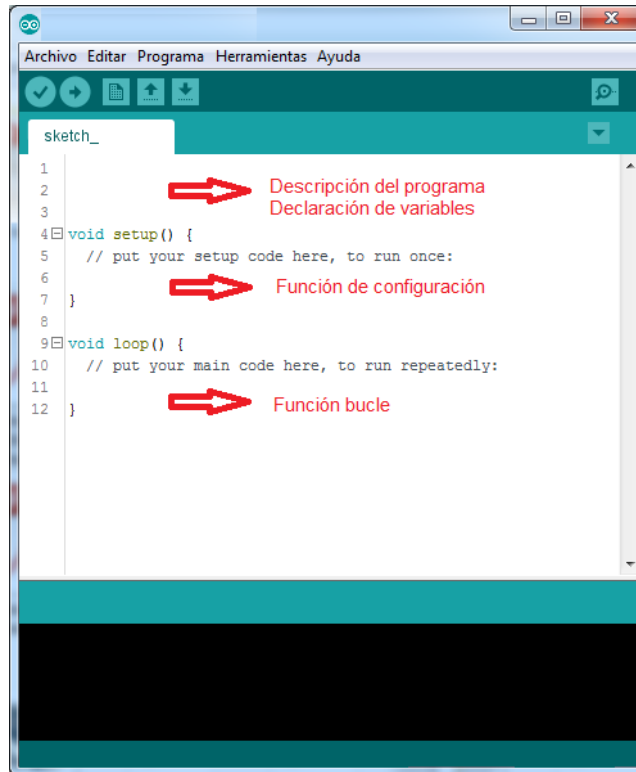 Archivo Editar Programa Herramientas Ayuda
sketch_
1
2 Descripción del programa
3 Declaración de variables
4 void setup() {
5 // put your setup code here, to run once:
6 Función de configuración
7 }
8
9 void loop() {
10 // put your main code here, to run repeatedly:
11
12 } Función bucle